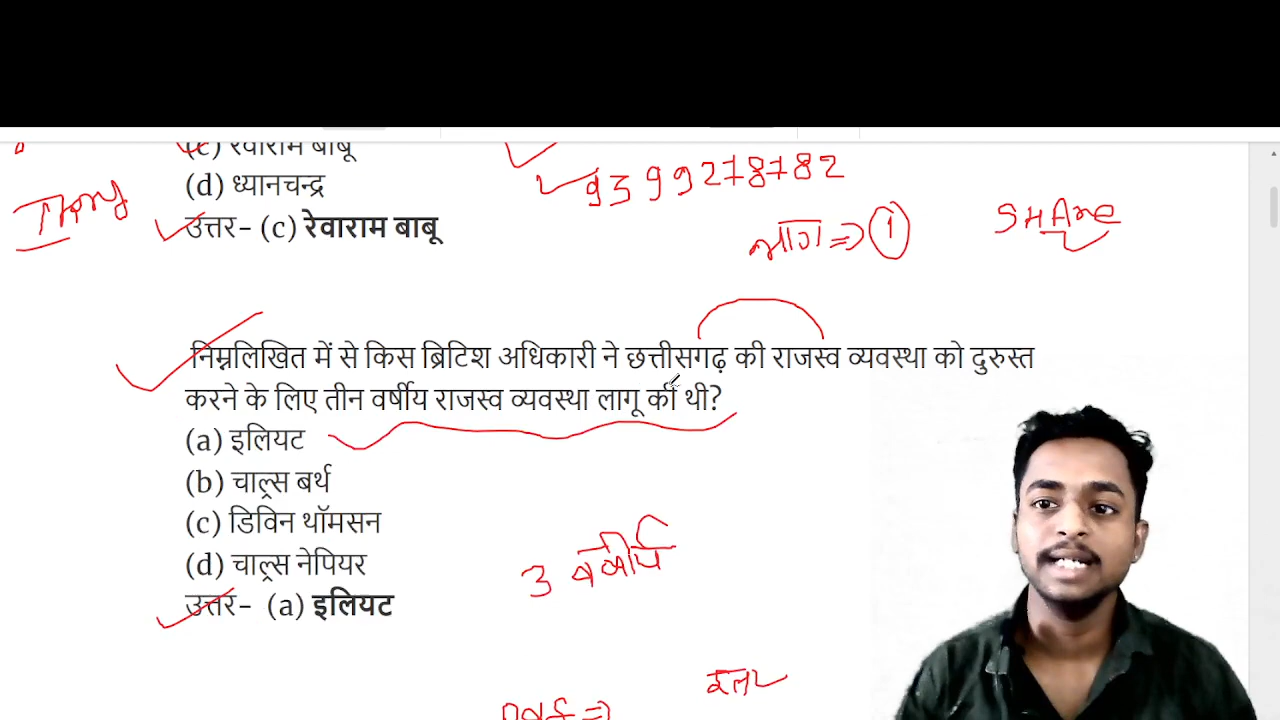 (c) रेवाराम बाबू
9399278782
(d) ध्यानचन्द्र
SHAre
उत्तर– (c) रेवाराम बाबू
भाग ⇒ 1
निम्नलिखित में से किस ब्रिटिश अधिकारी ने छत्तीसगढ़ की राजस्व व्यवस्था को दुरुस्त
करने के लिए तीन वर्षीय राजस्व व्यवस्था लागू की थी?
(a) इलियट
(b) चाल्र्स बर्थ
(c) डिविन थॉमसन
(d) चाल्र्स नेपियर
3 वर्षीय
उत्तर– (a) इलियट